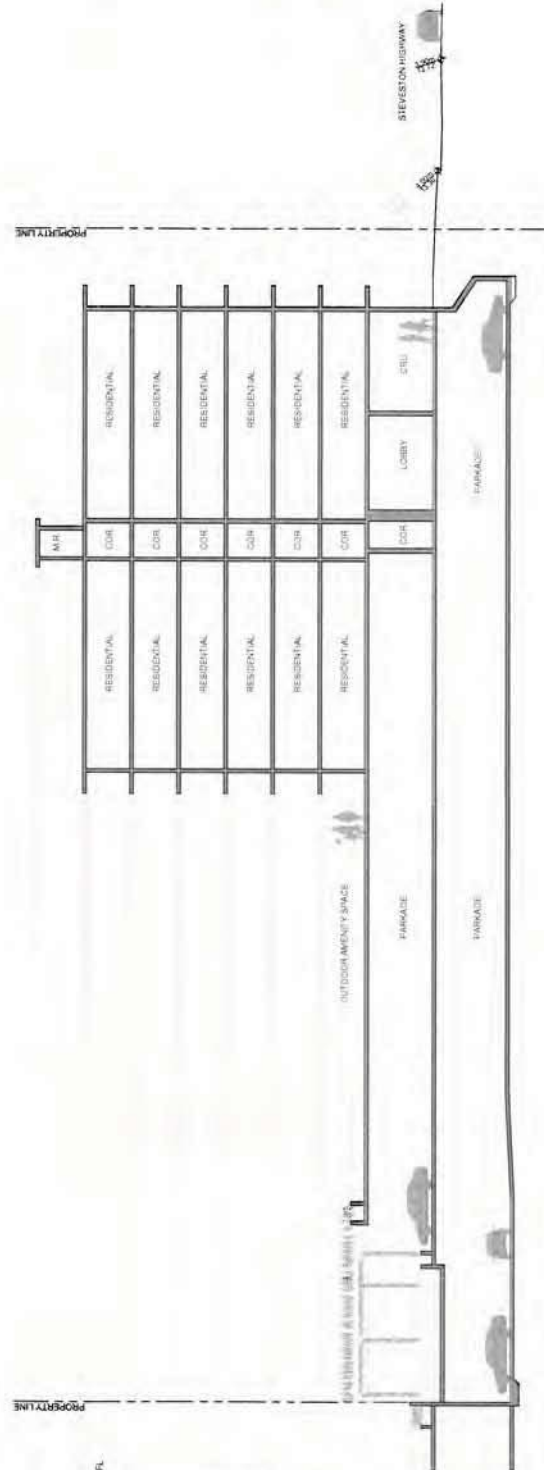 PROPERTY LINE
STEVESTON HIGHWAY
M.R.
RESIDENTIAL
COR.
RESIDENTIAL
RESIDENTIAL
COR.
RESIDENTIAL
RESIDENTIAL
COR.
RESIDENTIAL
RESIDENTIAL
COR.
RESIDENTIAL
RESIDENTIAL
COR.
RESIDENTIAL
RESIDENTIAL
COR.
RESIDENTIAL
OUTDOOR AMENITY SPACE
PARKADE
COR.
LOBBY
CRU
PARKADE
PARKADE
PROPERTY LINE
FL